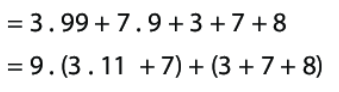 = 3 . 99 + 7 . 9 + 3 + 7 + 8
= 9 . (3 . 11 + 7) + (3 + 7 + 8)